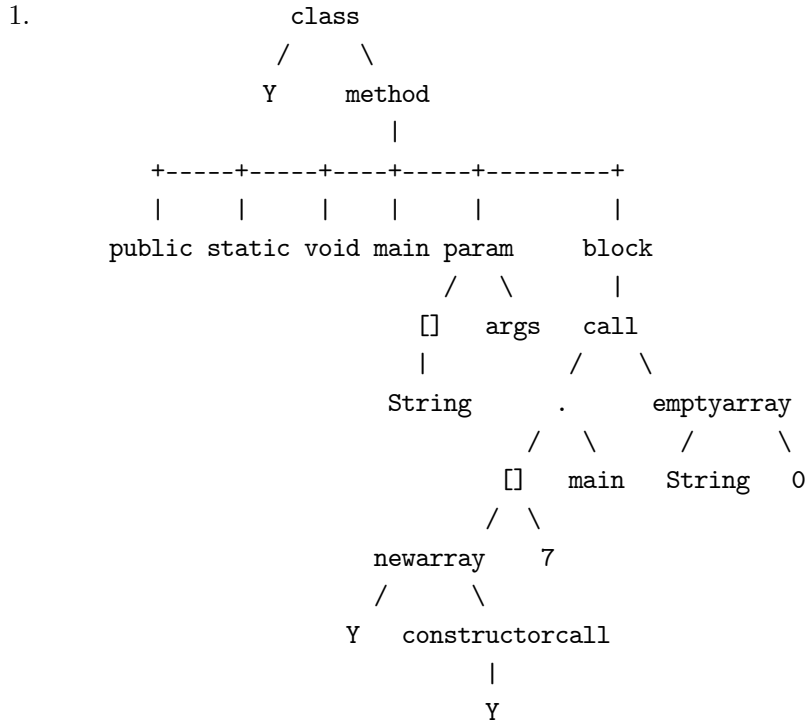 1. class
/ \
Y method
|
+-----+-----+----+-----+---------+
| | | | | |
public static void main param block
/ \ |
[] args call
| / \
String . emptyarray
/ \ / \
[] main String 0
/ \
newarray 7
/ \
Y constructorcall
|
Y